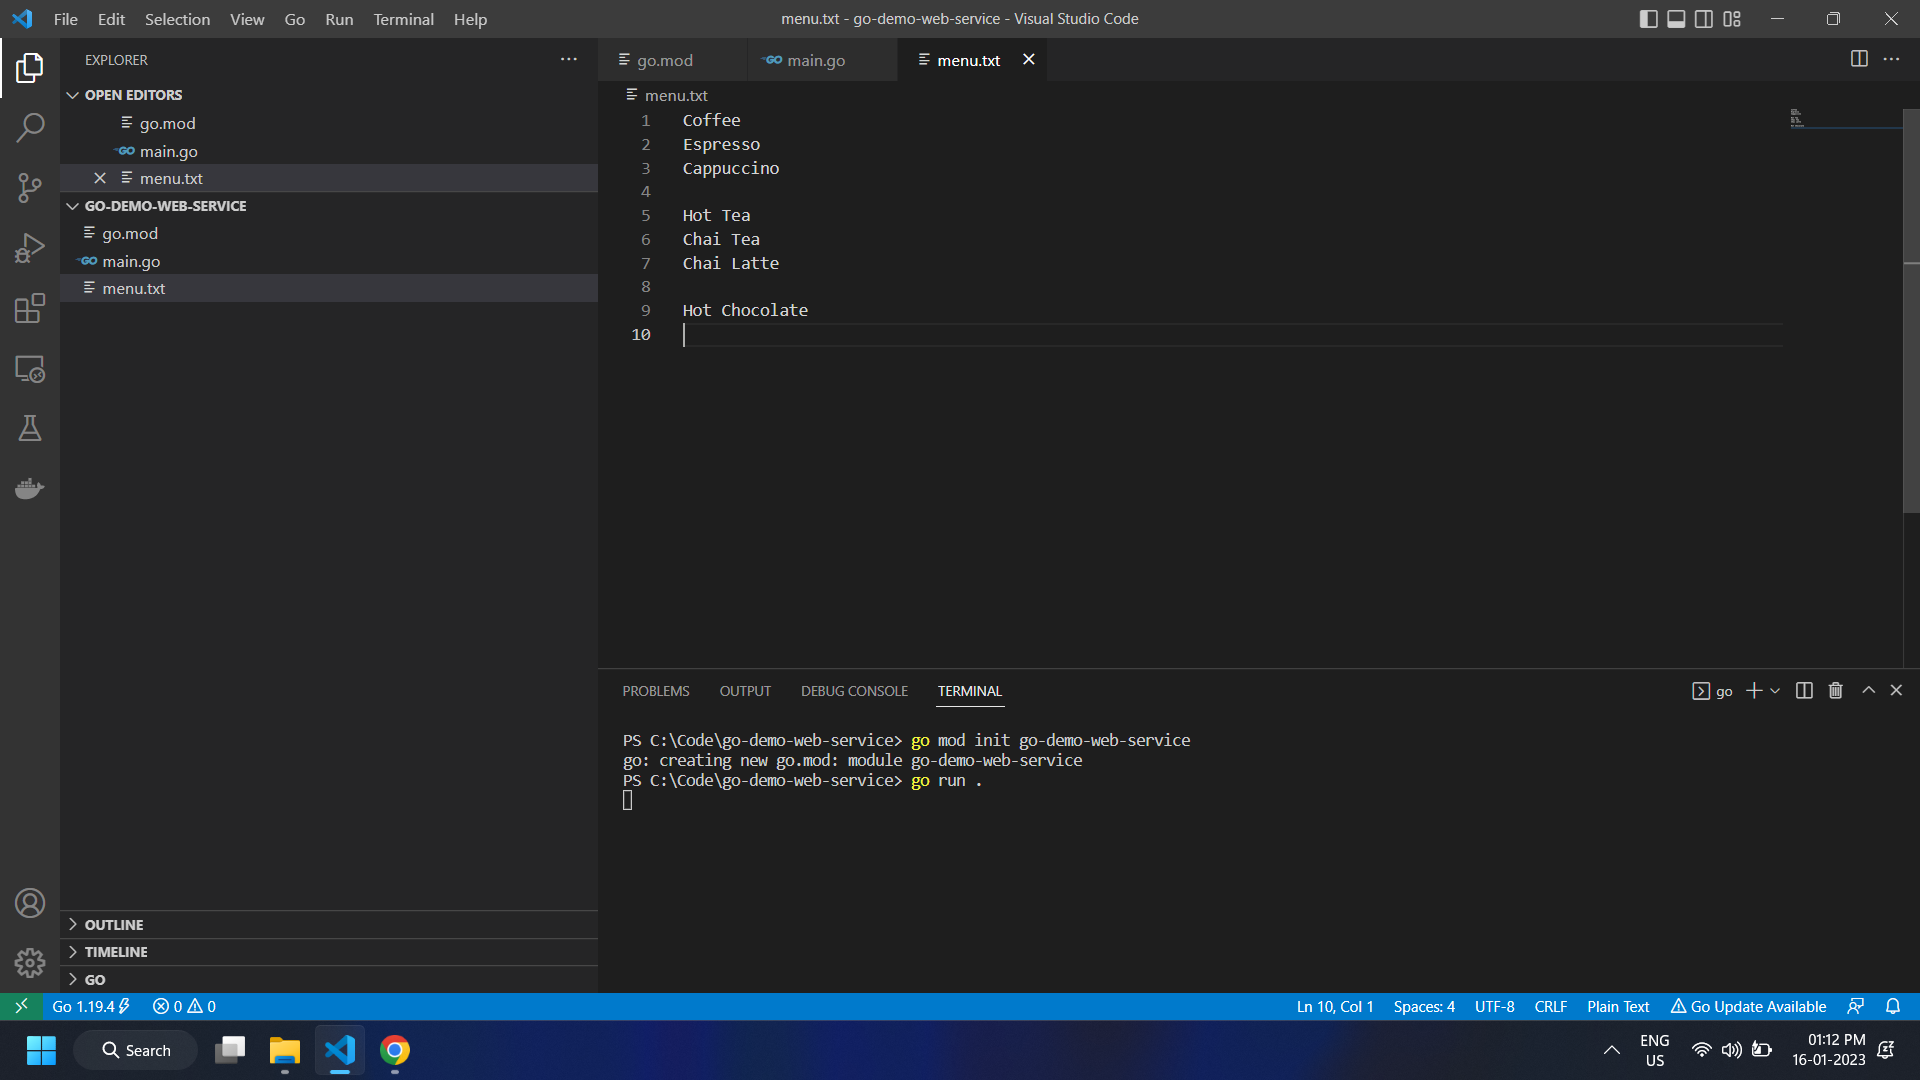 File Edit Selection View Go Run Terminal Help
menu.txt - go-demo-web-service - Visual Studio Code
EXPLORER
OPEN EDITORS
go.mod
GO main.go
menu.txt
GO-DEMO-WEB-SERVICE
go.mod
GO main.go
menu.txt
OUTLINE
TIMELINE
GO
go.mod
GO main.go
menu.txt
menu.txt
1 Coffee
2 Espresso
3 Cappuccino
4
5 Hot Tea
6 Chai Tea
7 Chai Latte
8
9 Hot Chocolate
10
PROBLEMS OUTPUT DEBUG CONSOLE TERMINAL
go
PS C:\Code\go-demo-web-service> go mod init go-demo-web-service
go: creating new go.mod: module go-demo-web-service
PS C:\Code\go-demo-web-service> go run .
Go 1.19.4 0 0
Ln 10, Col 1 Spaces: 4 UTF-8 CRLF Plain Text Go Update Available
Search
ENG
US
01:12 PM
16-01-2023